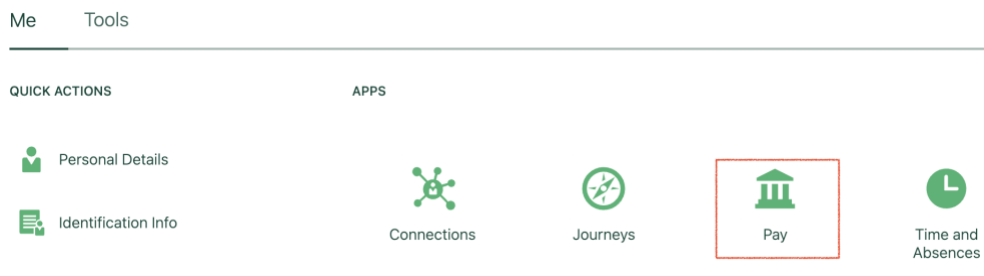 Me
Tools
QUICK ACTIONS
APPS
Personal Details
Identification Info
Connections
Journeys
Pay
Time and
Absences